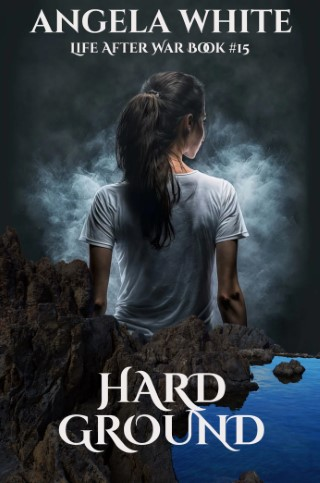 ANGELA WHITE
LIFE AFTER WAR BOOK #15
HARD
GROUND